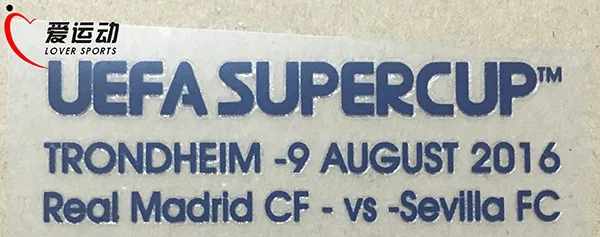 爱运动
LOVER SPORTS
UEFA SUPERCUP™
TRONDHEIM -9 AUGUST 2016
Real Madrid CF - vs -Sevilla FC